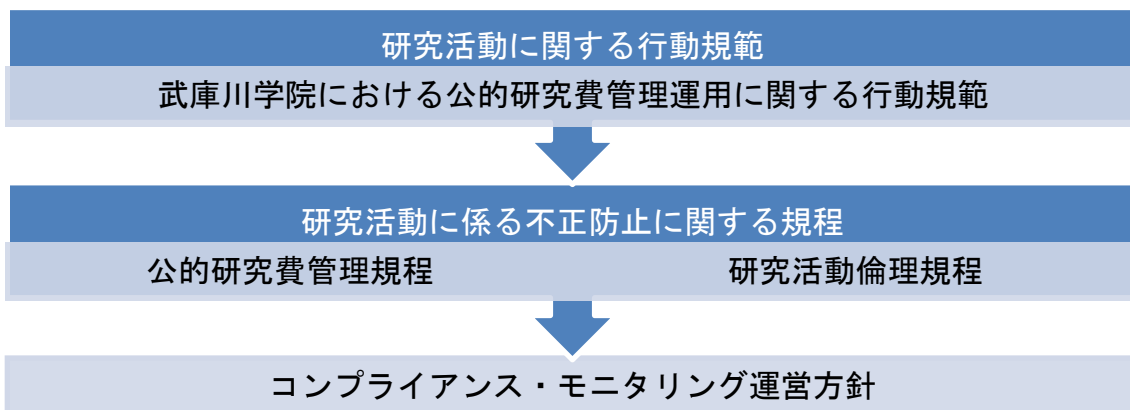 研究活動に関する行動規範
武庫川学院における公的研究費管理運用に関する行動規範
研究活動に係る不正防止に関する規程
公的研究費管理規程 研究活動倫理規程
コンプライアンス・モニタリング運営方針